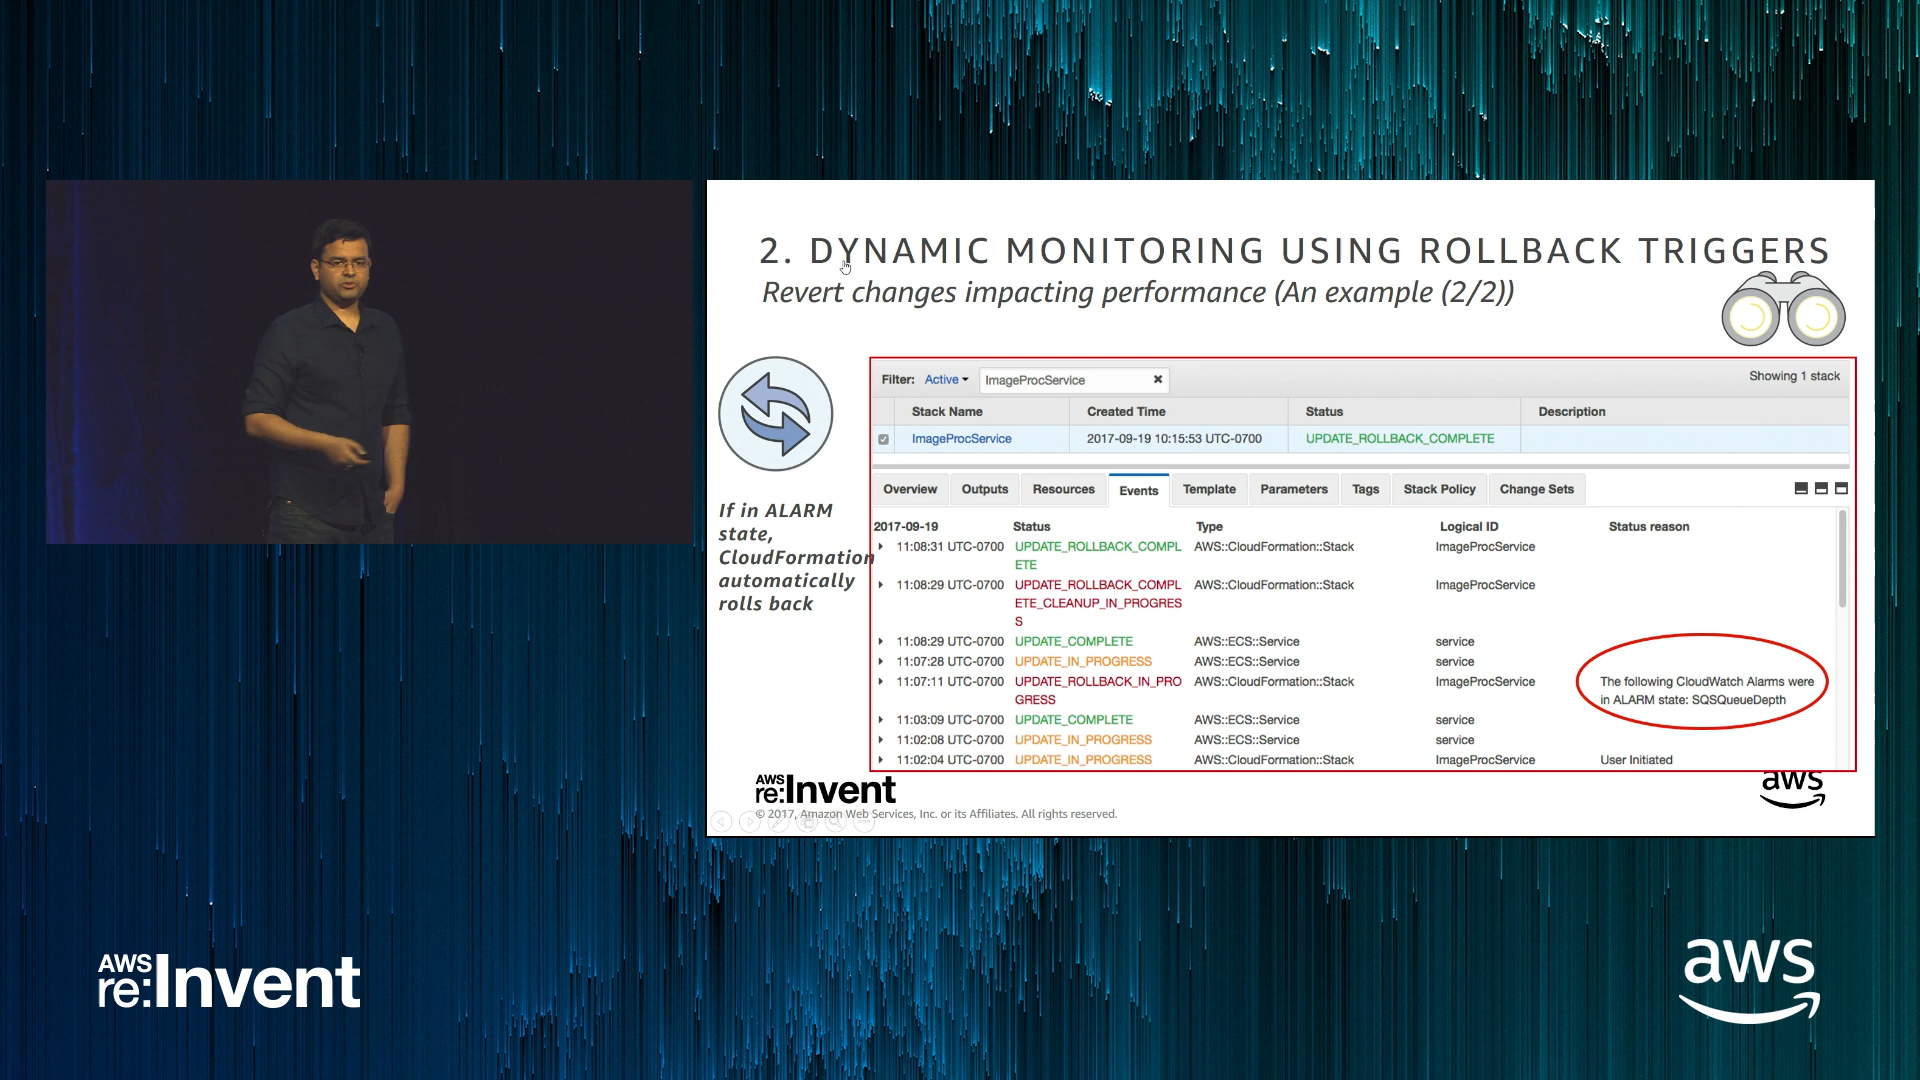 2. DYNAMIC MONITORING USING ROLLBACK TRIGGERS
Revert changes impacting performance (An example (2/2))
If in ALARM
state,
CloudFormation
automatically
rolls back
Filter: Active ImageProcService Showing 1 stack
Stack Name Created Time Status Description
ImageProcService 2017-09-19 10:15:53 UTC-0700 UPDATE_ROLLBACK_COMPLETE
Overview Outputs Resources Events Template Parameters Tags Stack Policy Change Sets
2017-09-19 Status Type Logical ID Status reason
11:08:31 UTC-0700 UPDATE_ROLLBACK_COMPL AWS::CloudFormation::Stack ImageProcService
ETE
11:08:29 UTC-0700 UPDATE_ROLLBACK_COMPL AWS::CloudFormation::Stack ImageProcService
ETE_CLEANUP_IN_PROGRES
S
11:08:29 UTC-0700 UPDATE_COMPLETE AWS::ECS::Service service
11:07:28 UTC-0700 UPDATE_IN_PROGRESS AWS::ECS::Service service
11:07:11 UTC-0700 UPDATE_ROLLBACK_IN_PRO AWS::CloudFormation::Stack ImageProcService The following CloudWatch Alarms were
GRESS in ALARM state: SQSQueueDepth
11:03:09 UTC-0700 UPDATE_COMPLETE AWS::ECS::Service service
11:02:08 UTC-0700 UPDATE_IN_PROGRESS AWS::ECS::Service service
11:02:04 UTC-0700 UPDATE_IN_PROGRESS AWS::CloudFormation::Stack ImageProcService User Initiated
AWS
re:Invent
aws
© 2017, Amazon Web Services, Inc. or its Affiliates. All rights reserved.
AWS
re:Invent
aws